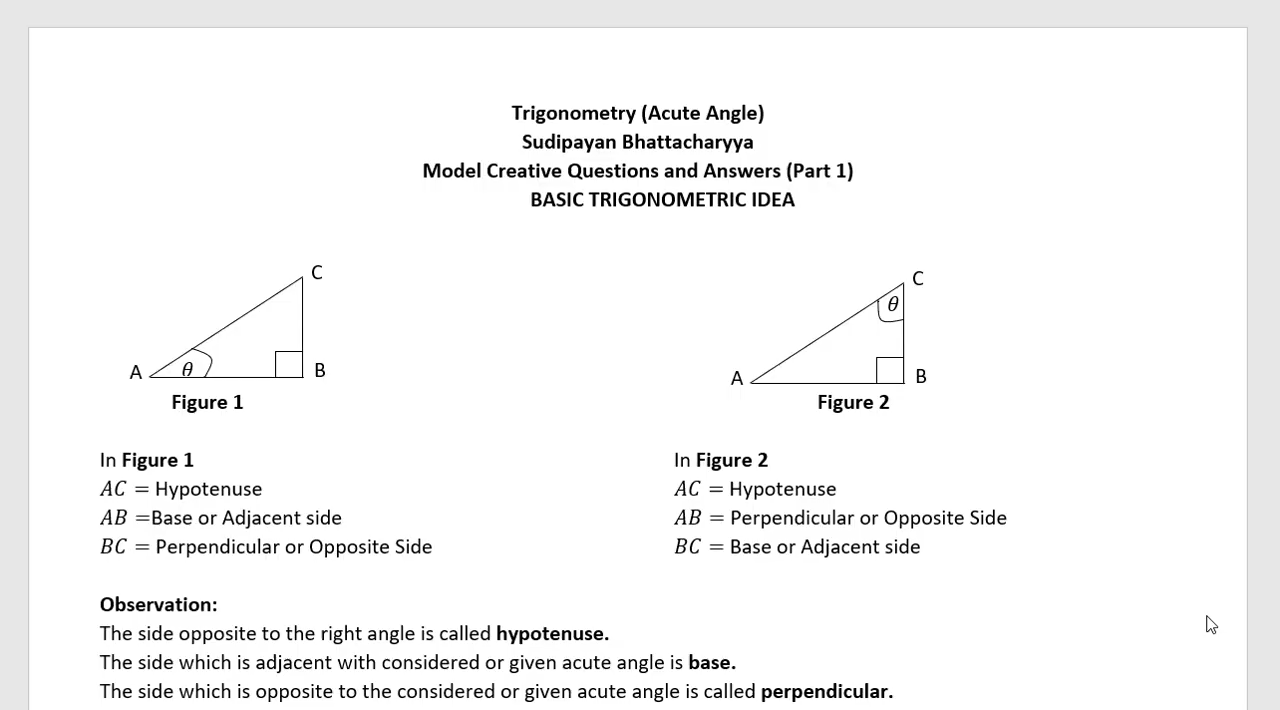 Trigonometry (Acute Angle)
Sudipayan Bhattacharyya
Model Creative Questions and Answers (Part 1)
BASIC TRIGONOMETRIC IDEA
C
A
θ
B
Figure 1
C
θ
A
B
Figure 2
In Figure 1
AC = Hypotenuse
AB =Base or Adjacent side
BC = Perpendicular or Opposite Side
In Figure 2
AC = Hypotenuse
AB = Perpendicular or Opposite Side
BC = Base or Adjacent side
Observation:
The side opposite to the right angle is called hypotenuse.
The side which is adjacent with considered or given acute angle is base.
The side which is opposite to the considered or given acute angle is called perpendicular.